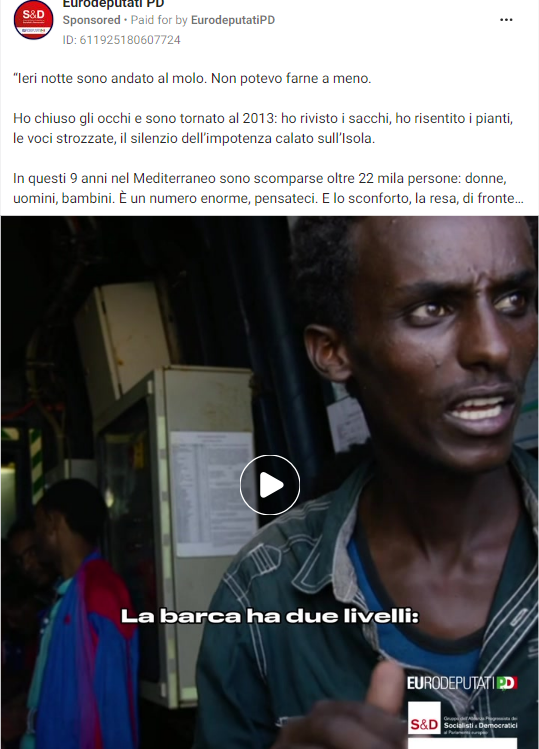 Eurodeputati PD
Sponsored • Paid for by EurodeputatiPD
ID: 611925180607724
“Ieri notte sono andato al molo. Non potevo farne a meno.
Ho chiuso gli occhi e sono tornato al 2013: ho rivisto i sacchi, ho risentito i pianti,
le voci strozzate, il silenzio dell’impotenza calato sull’Isola.
In questi 9 anni nel Mediterraneo sono scomparse oltre 22 mila persone: donne,
uomini, bambini. È un numero enorme, pensateci. E lo sconforto, la resa, di fronte...
La barca ha due livelli:
EURODEPUTATI PD
S&D
Gruppo dell'Alleanza Progressista dei
Socialisti e Democratici
al Parlamento europeo